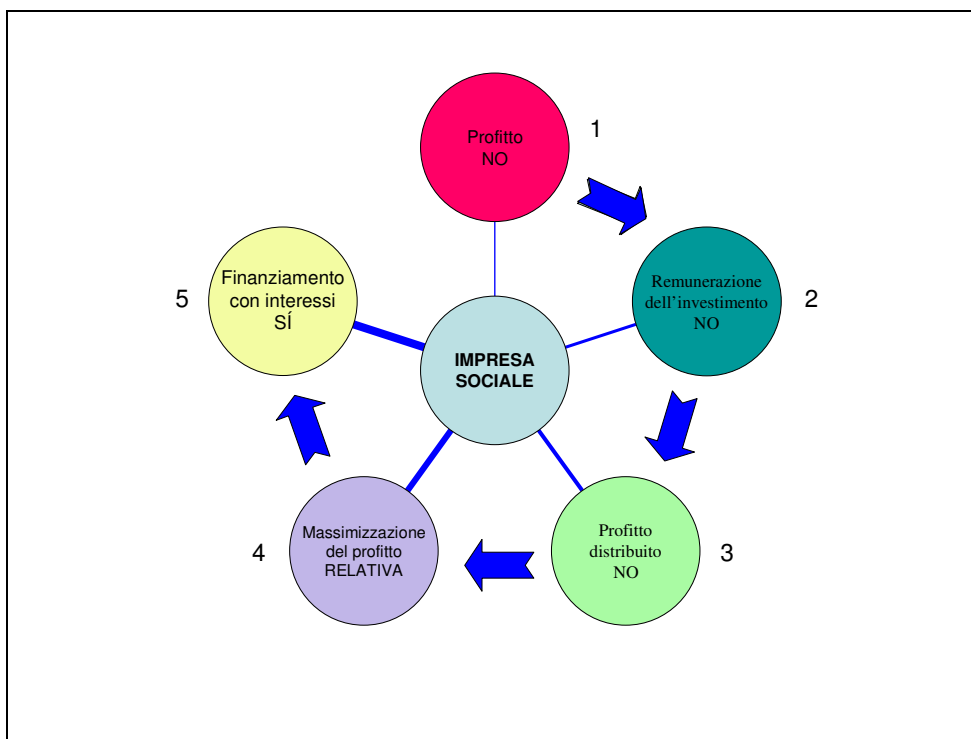 1
Profitto
NO
2
Remunerazione
dell'investimento
NO
3
Profitto
distribuito
NO
4
Massimizzazione
del profitto
RELATIVA
5
Finanziamento
con interessi
SÍ
IMPRESA
SOCIALE